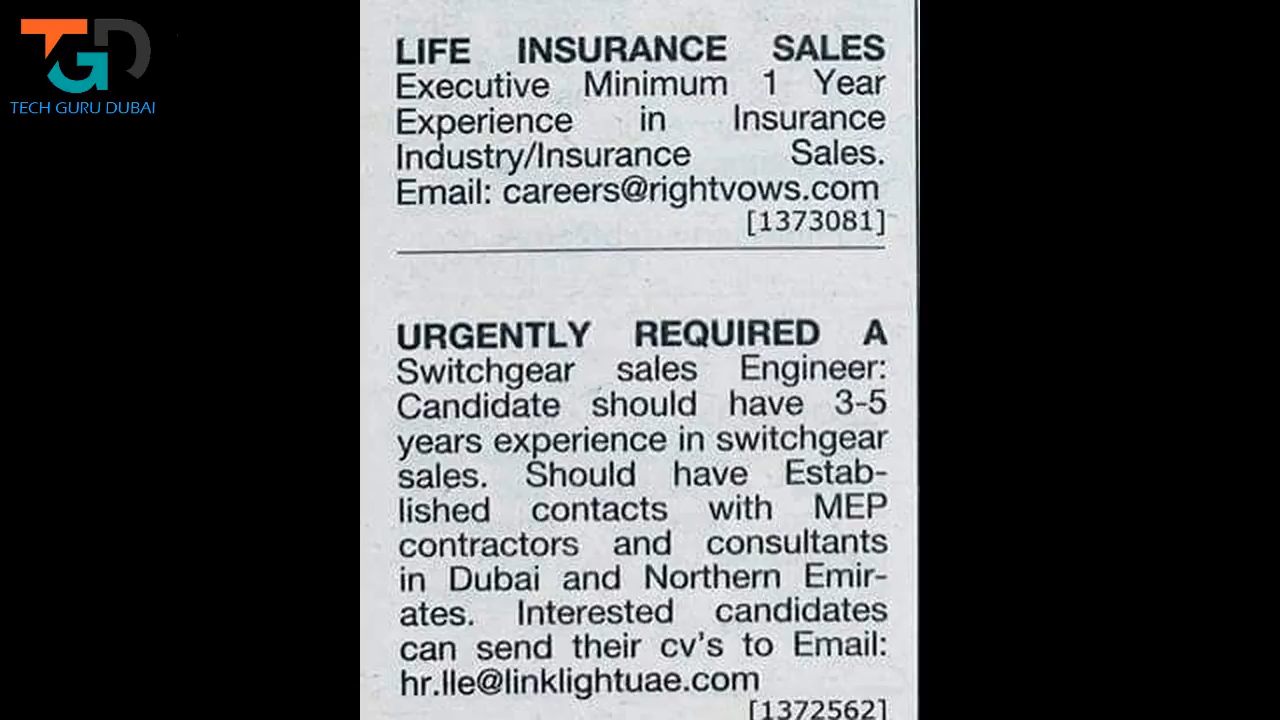 TGD
TECH GURU DUBAI
LIFE INSURANCE SALES
Executive Minimum 1 Year
Experience in Insurance
Industry/Insurance Sales.
Email: careers@rightvows.com
[1373081]
URGENTLY REQUIRED A
Switchgear sales Engineer:
Candidate should have 3-5
years experience in switchgear
sales. Should have Estab-
lished contacts with MEP
contractors and consultants
in Dubai and Northern Emir-
ates. Interested candidates
can send their cv's to Email:
hr.lle@linklightuae.com
[1372562]